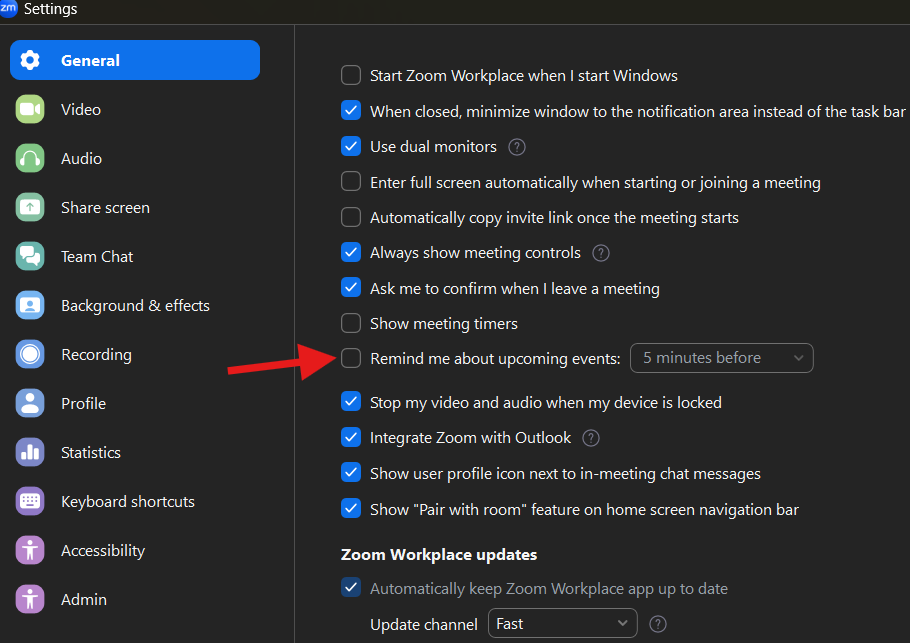 zm Settings
General
Video
Audio
Share screen
Team Chat
Background & effects
Recording
Profile
Statistics
Keyboard shortcuts
Accessibility
Admin
Start Zoom Workplace when I start Windows
When closed, minimize window to the notification area instead of the task bar
Use dual monitors ?
Enter full screen automatically when starting or joining a meeting
Automatically copy invite link once the meeting starts
Always show meeting controls ?
Ask me to confirm when I leave a meeting
Show meeting timers
Remind me about upcoming events: 5 minutes before
Stop my video and audio when my device is locked
Integrate Zoom with Outlook ?
Show user profile icon next to in-meeting chat messages
Show "Pair with room" feature on home screen navigation bar
Zoom Workplace updates
Automatically keep Zoom Workplace app up to date
Update channel Fast ?